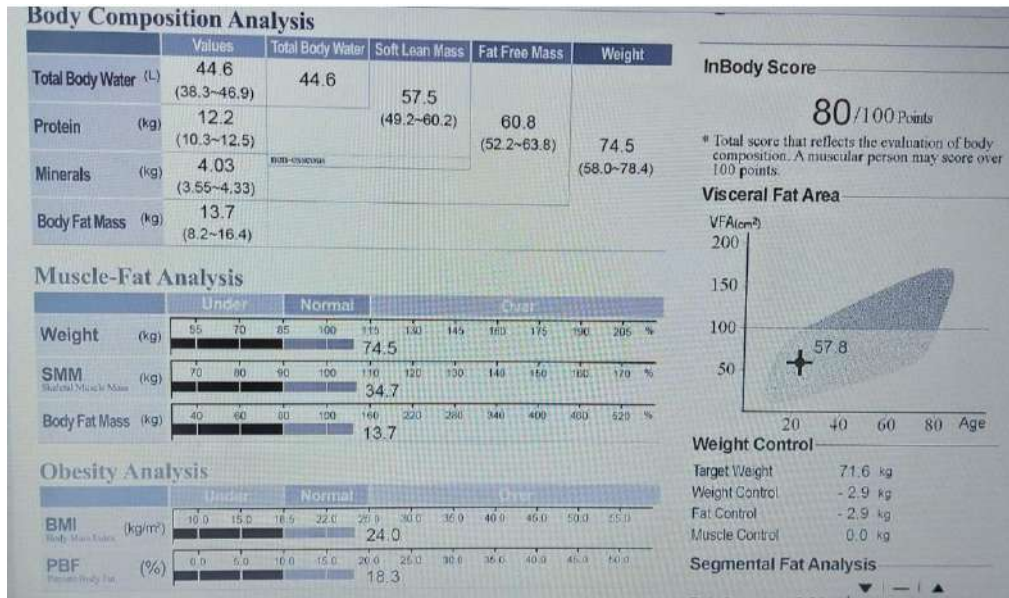 Body Composition Analysis
Values Total Body Water Soft Lean Mass Fat Free Mass Weight
Total Body Water (L) 44.6 (38.3~46.9) 44.6 57.5 (49.2~60.2) 60.8 (52.2~63.8) 74.5 (58.0~78.4)
Protein (kg) 12.2 (10.3~12.5)
Minerals (kg) 4.03 (3.55~4.33) non-osseous
Body Fat Mass (kg) 13.7 (8.2~16.4)
Muscle-Fat Analysis
Under Normal Over
Weight (kg) 55 70 85 100 115 130 145 160 175 190 205 %
74.5
SMM (kg) 70 80 90 100 110 120 130 140 150 160 170 %
Skeletal Muscle Mass
34.7
Body Fat Mass (kg) 40 60 80 100 160 220 280 340 400 460 520 %
13.7
Obesity Analysis
Under Normal Over
BMI (kg/m²) 10.0 15.0 18.5 22.0 25.0 30.0 35.0 40.0 45.0 50.0 55.0
Body Mass Index
24.0
PBF (%) 0.0 5.0 10.0 15.0 20.0 25.0 30.0 35.0 40.0 45.0 50.0
Percent Body Fat
18.3
InBody Score
80/100 Points
* Total score that reflects the evaluation of body
composition. A muscular person may score over
100 points.
Visceral Fat Area
VFA(cm²)
200
150
100
57.8
50
20 40 60 80 Age
Weight Control
Target Weight 71.6 kg
Weight Control - 2.9 kg
Fat Control - 2.9 kg
Muscle Control 0.0 kg
Segmental Fat Analysis